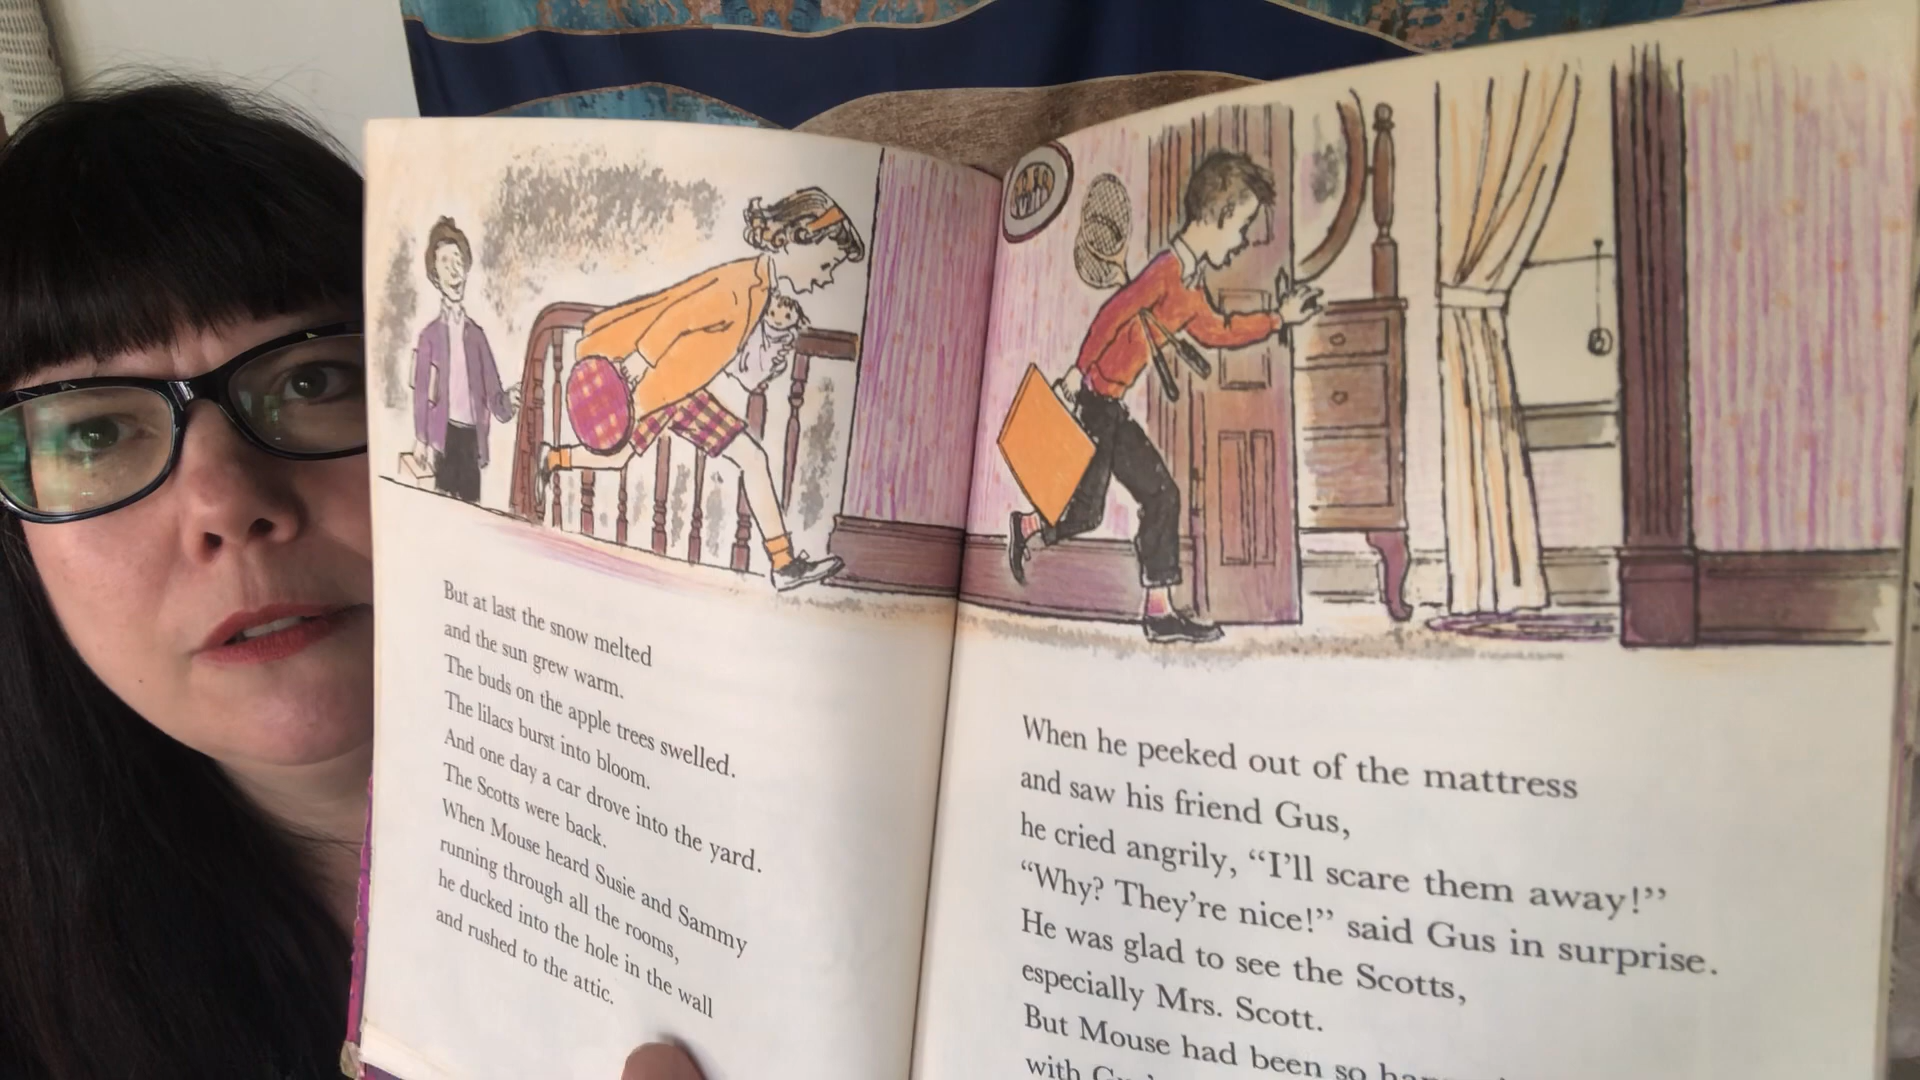 But at last the snow melted
and the sun grew warm.
The buds on the apple trees swelled.
The lilacs burst into bloom.
And one day a car drove into the yard.
The Scotts were back.
When Mouse heard Susie and Sammy
running through all the rooms,
he ducked into the hole in the wall
and rushed to the attic.
When he peeked out of the mattress
and saw his friend Gus,
he cried angrily, “I’ll scare them away!”
“Why? They’re nice!” said Gus in surprise.
He was glad to see the Scotts,
especially Mrs. Scott.
But Mouse had been so
with